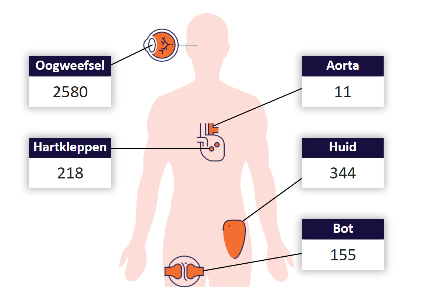 Oogweefsel
2580
Aorta
11
Hartkleppen
218
Huid
344
Bot
155